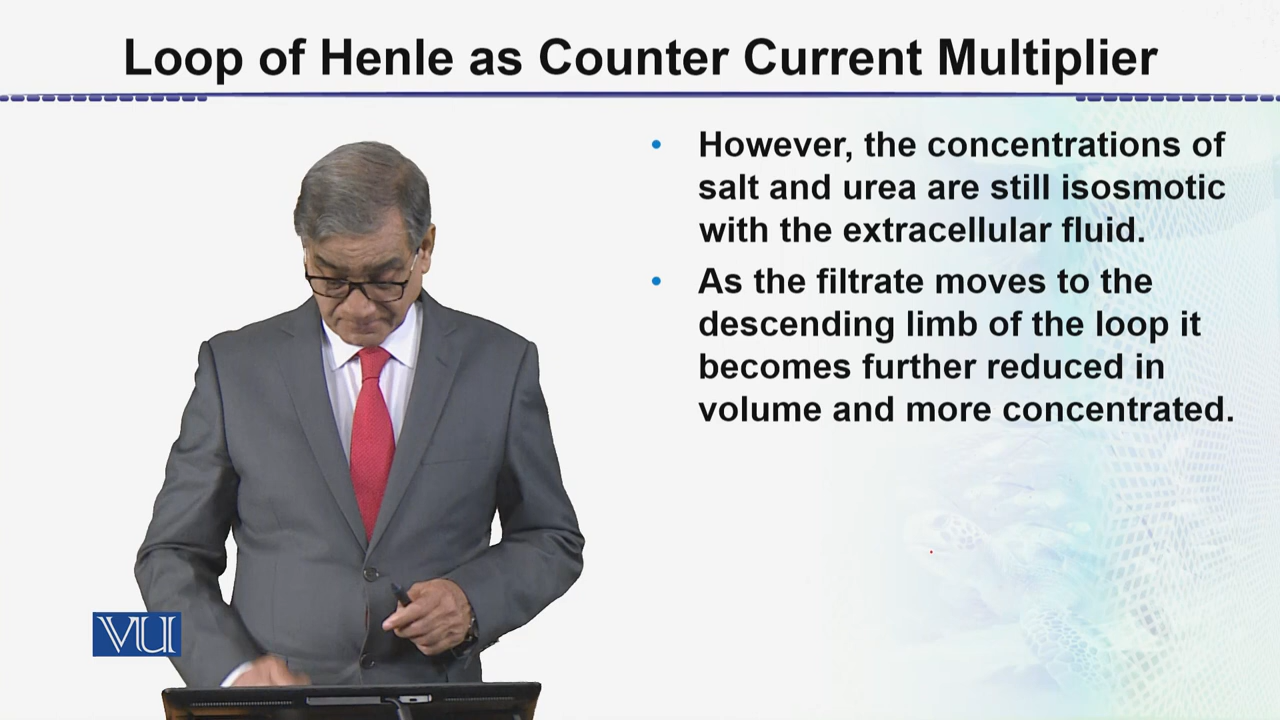 Loop of Henle as Counter Current Multiplier
• However, the concentrations of
salt and urea are still isosmotic
with the extracellular fluid.
• As the filtrate moves to the
descending limb of the loop it
becomes further reduced in
volume and more concentrated.
VU